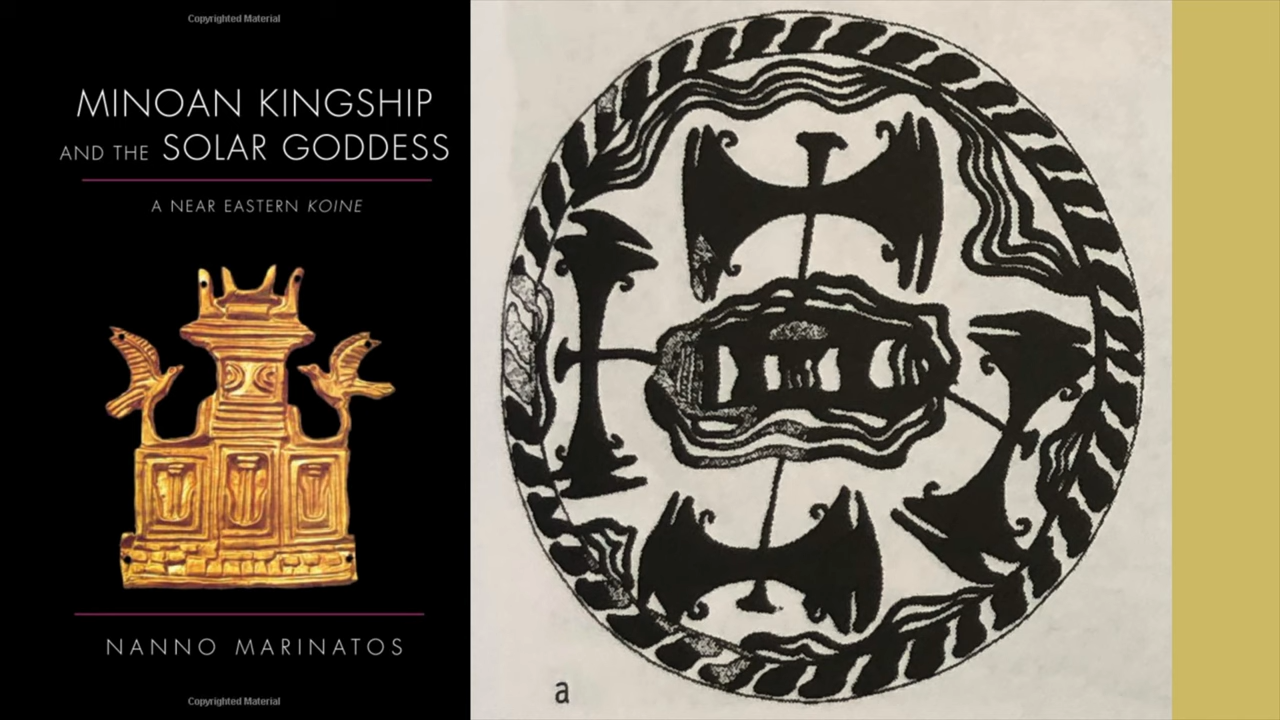 Copyrighted Material
MINOAN KINGSHIP
AND THE SOLAR GODDESS
A NEAR EASTERN KOINE
NANNO MARINATOS
Copyrighted Material
a